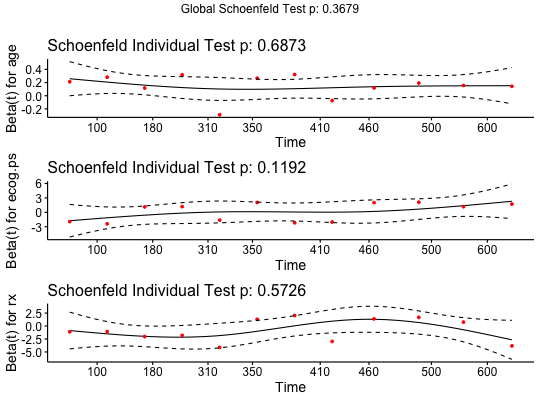 Global Schoenfeld Test p: 0.3679
Schoenfeld Individual Test p: 0.6873
Beta(t) for age
0.4
0.2
0.0
-0.2
100 180 310 350 410 460 500 600
Time
Schoenfeld Individual Test p: 0.1192
Beta(t) for ecog.ps
6
3
0
-3
100 180 310 350 410 460 500 600
Time
Schoenfeld Individual Test p: 0.5726
Beta(t) for rx
2.5
0.0
-2.5
-5.0
100 180 310 350 410 460 500 600
Time